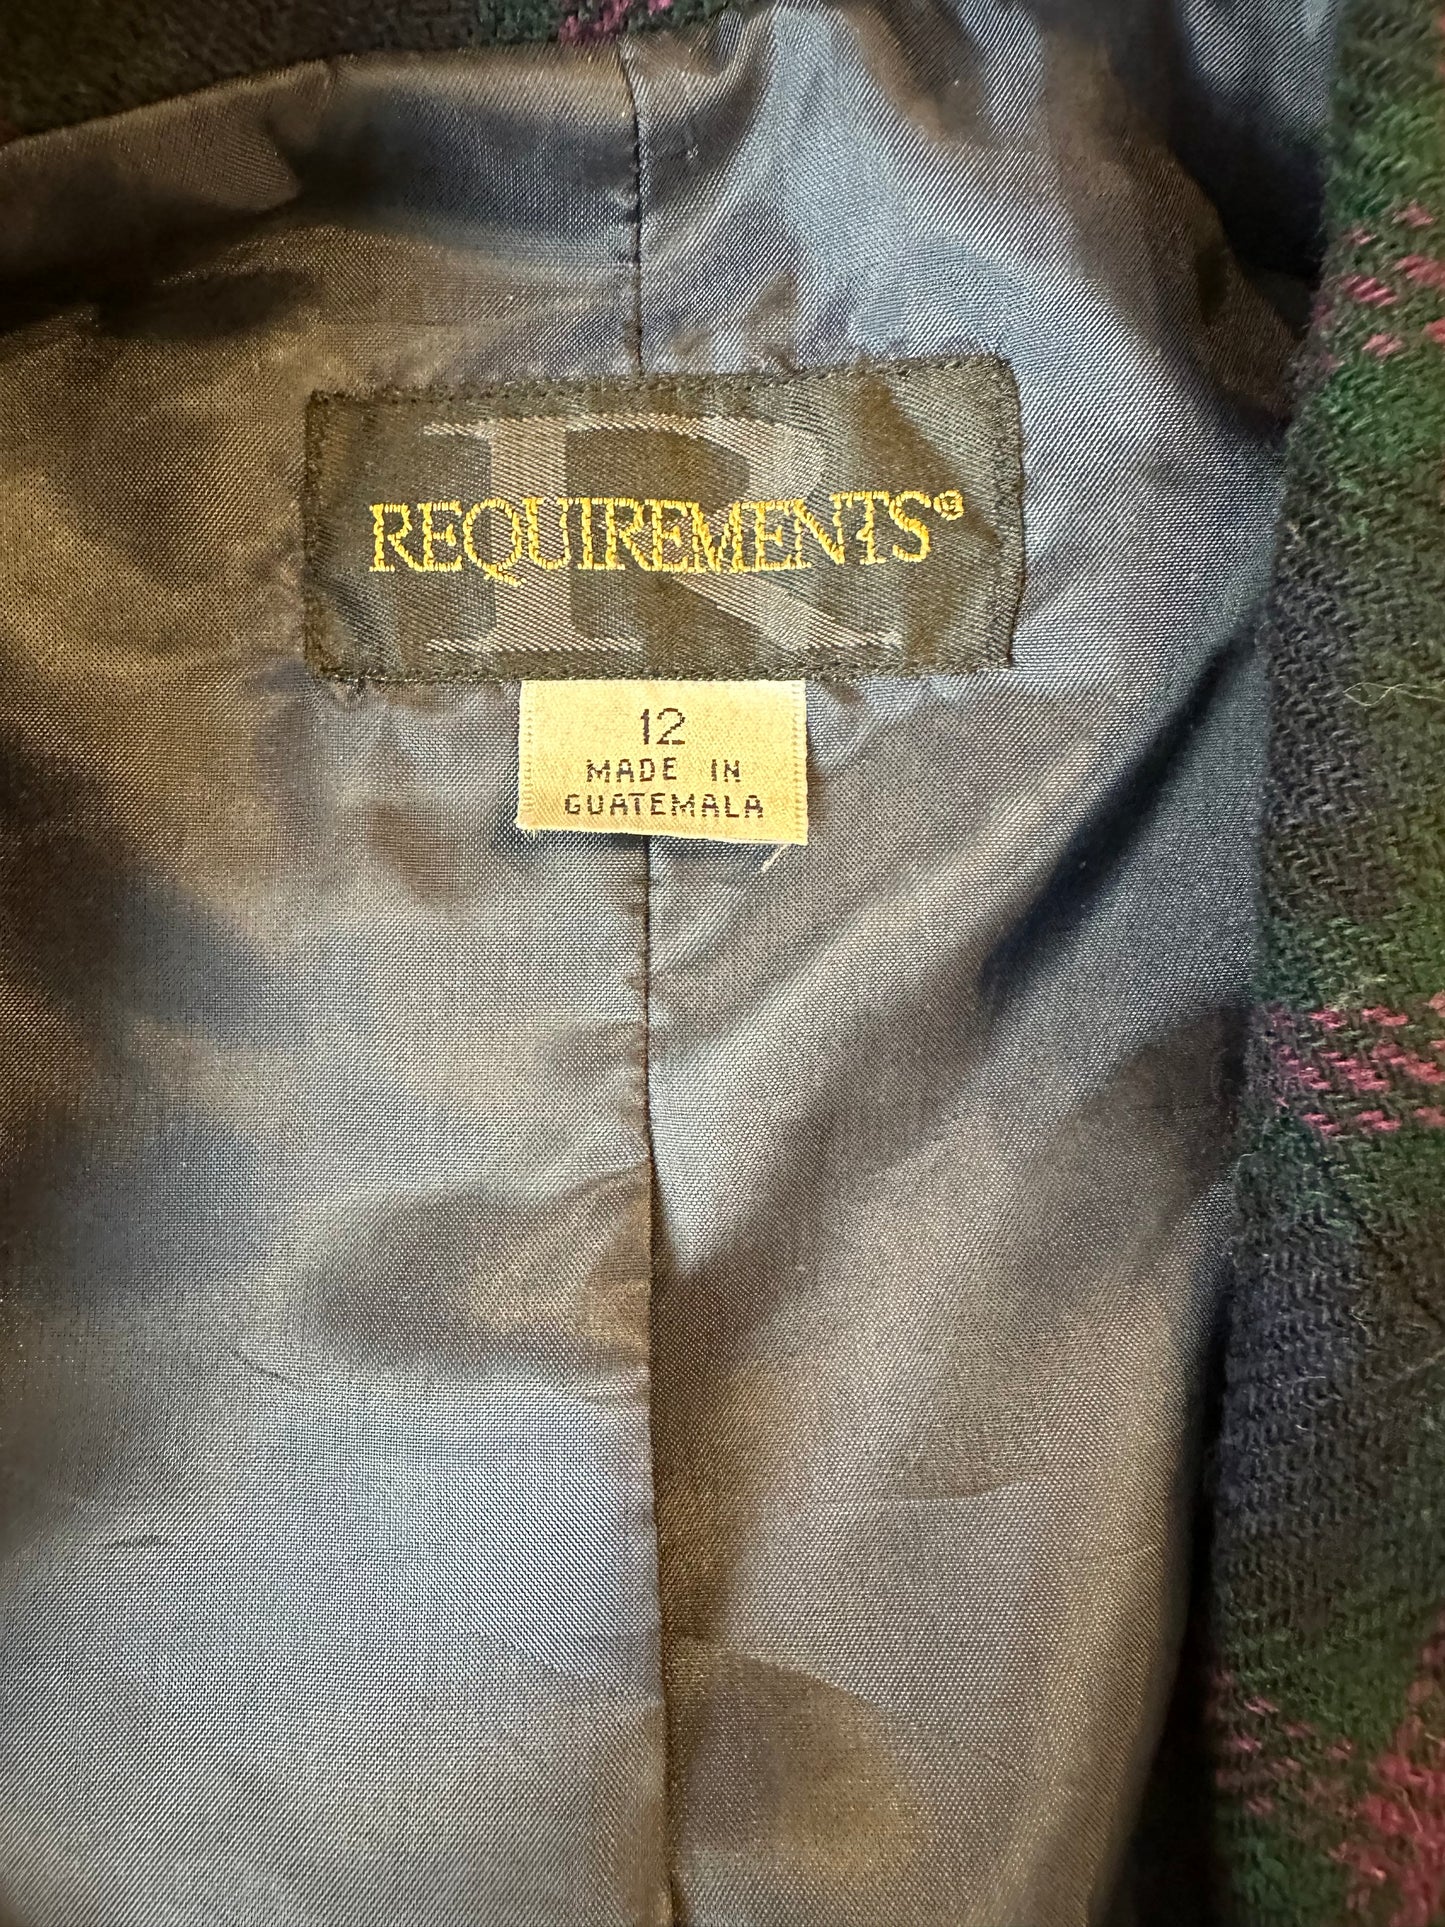 REQUIREMENTS®
R
12
MADE IN
GUATEMALA